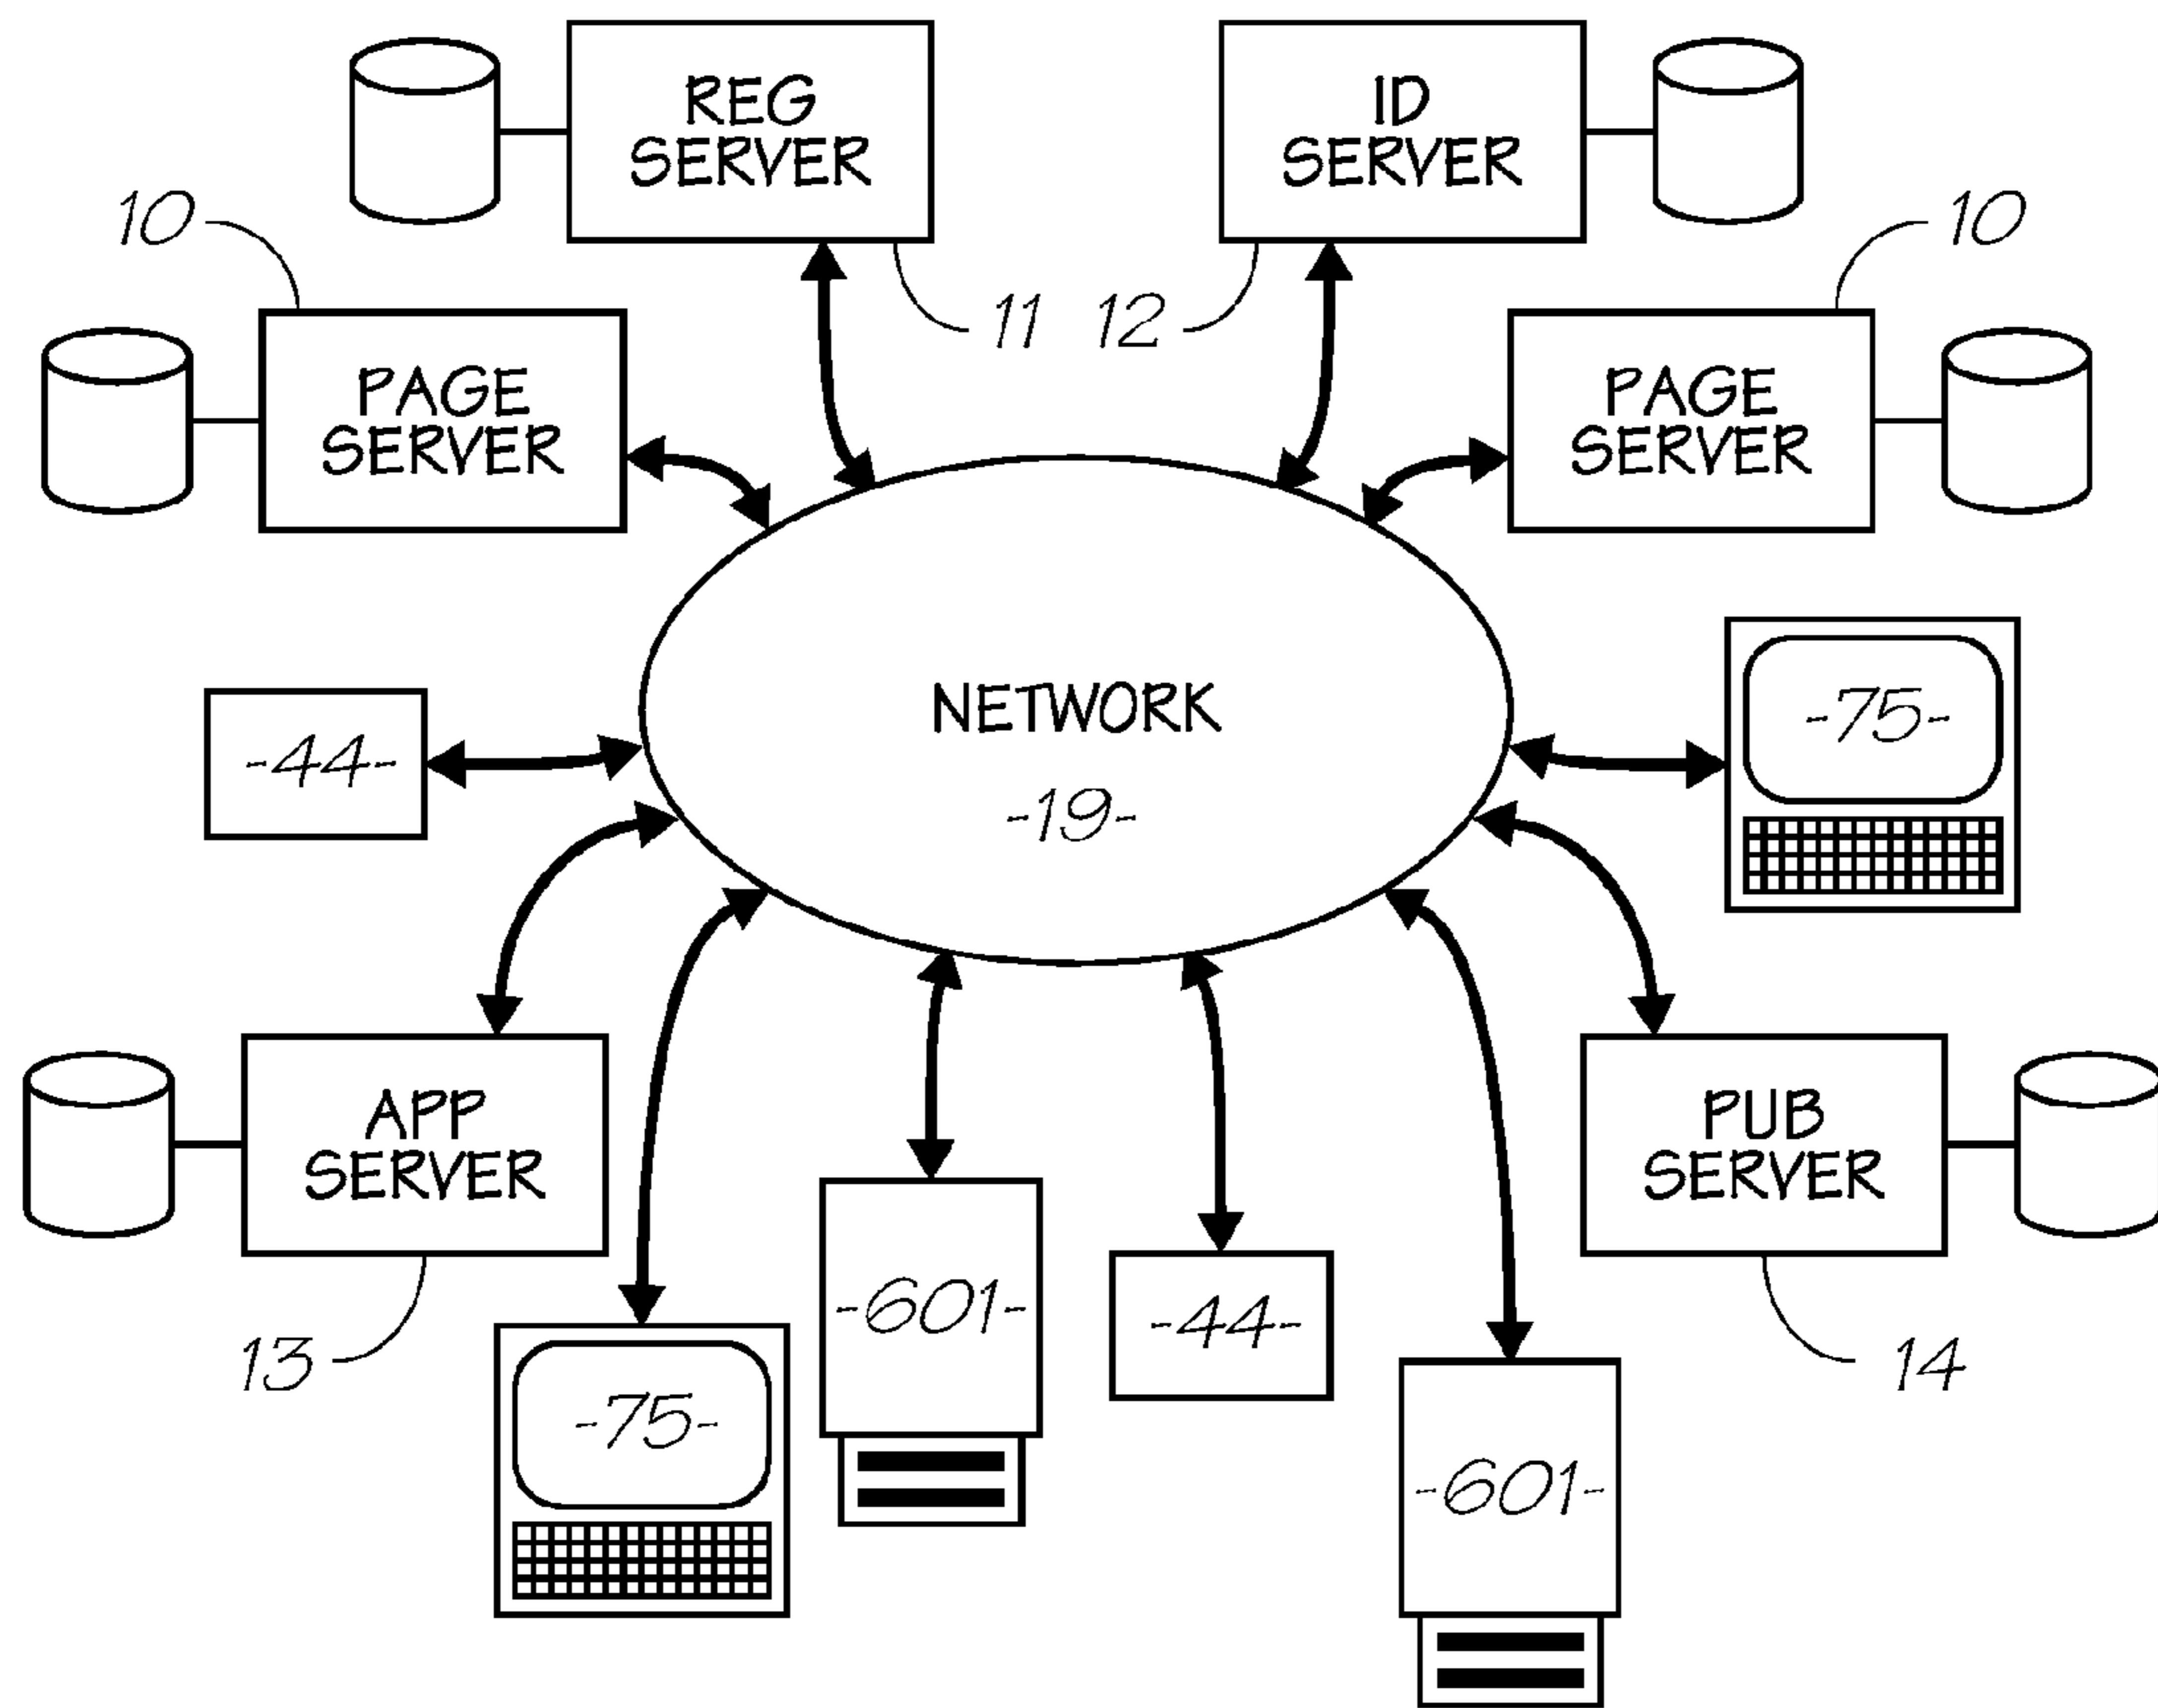 REG
SERVER
ID
SERVER
10
10
11
12
PAGE
SERVER
PAGE
SERVER
NETWORK
-19-
-44-
-75-
APP
SERVER
PUB
SERVER
-601-
-44-
13
14
-75-
-601-